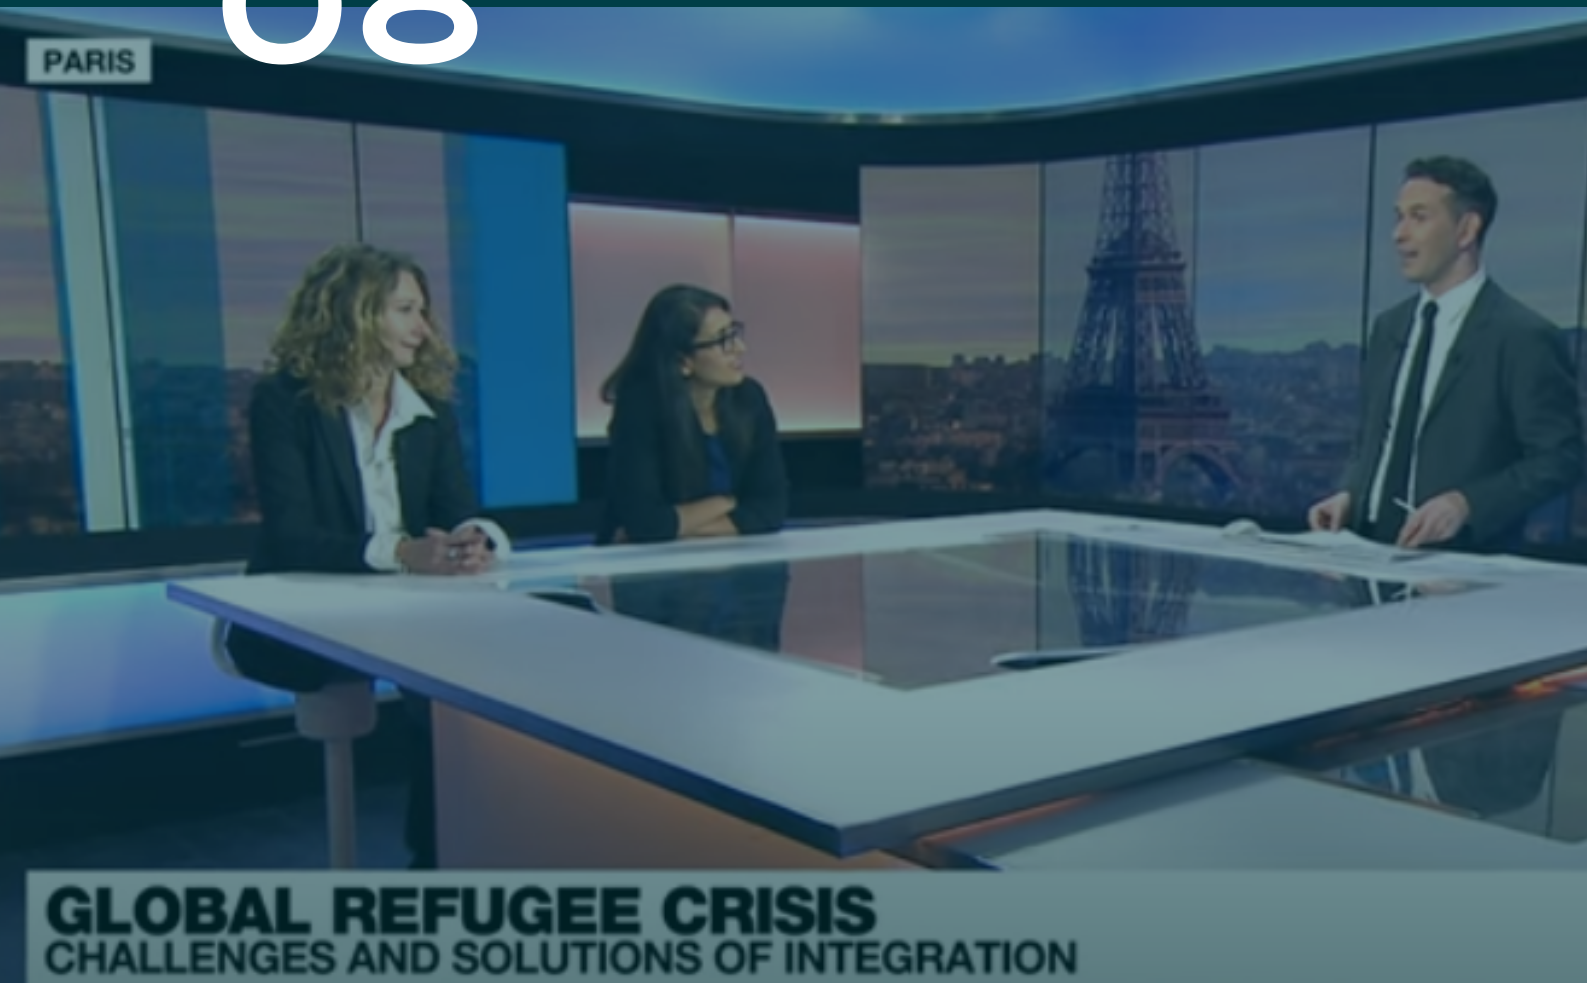 PARIS
GLOBAL REFUGEE CRISIS
CHALLENGES AND SOLUTIONS OF INTEGRATION